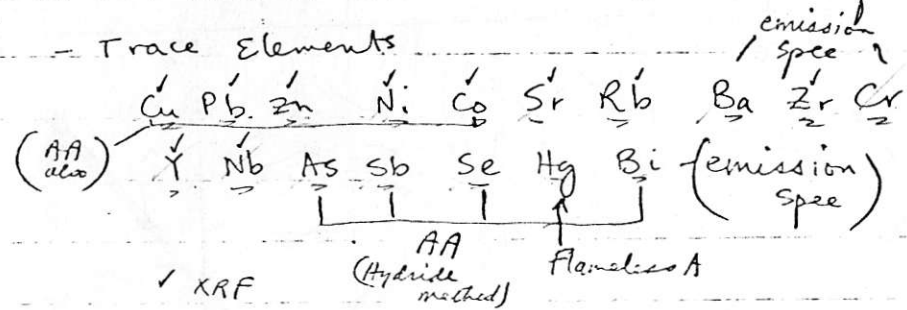 emission
- Trace Elements spec
Cu Pb Zn Ni Co Sr Rb Ba Zr Cr
(AA also) Y Nb As Sb Se Hg Bi (emission spec)
AA Flameless A
(Hydride method)
✓ XRF